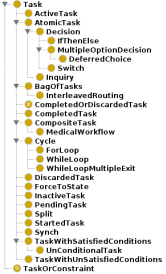 Task
ActiveTask
AtomicTask
Decision
IfThenElse
MultipleOptionDecision
DeferredChoice
Switch
Inquiry
BagOfTasks
InterleavedRouting
CompletedOrDiscardedTask
CompletedTask
CompositeTask
MedicalWorkflow
Cycle
ForLoop
WhileLoop
WhileLoopMultipleExit
DiscardedTask
ForceToState
InactiveTask
PendingTask
Split
StartedTask
Synch
TaskWithSatisfiedConditions
UnConditionalTask
TaskWithUnSatisfiedConditions
TaskOrConstraint